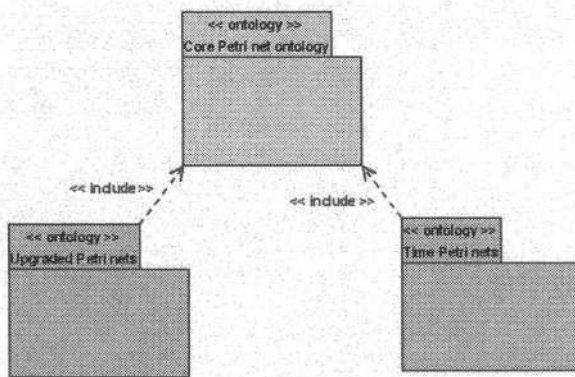 << ontology >>
Core Petri net ontology
<< include >>
<< include >>
<< ontology >>
Upgraded Petri nets
<< ontology >>
Time Petri nets